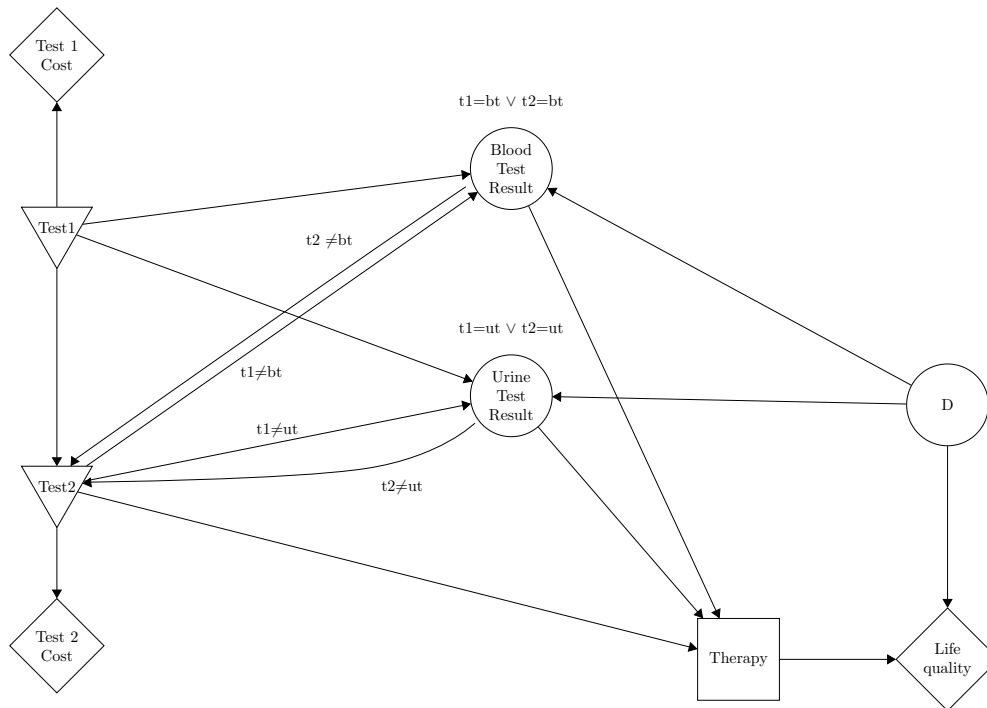 Test 1
Cost
t1=bt ∨ t2=bt
Blood
Test
Result
Test1
t2 ≠bt
t1=ut ∨ t2=ut
t1≠bt
Urine
Test
Result
D
t1≠ut
Test2
t2≠ut
Test 2
Cost
Therapy
Life
quality